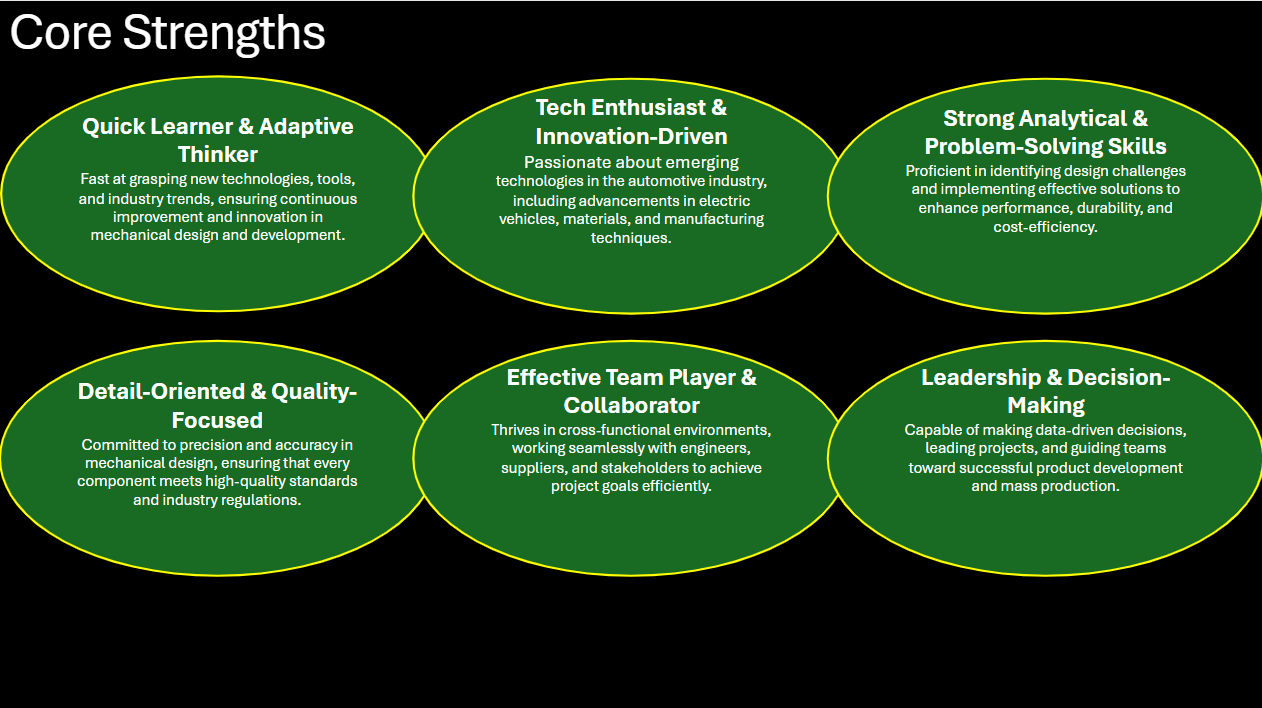 Core Strengths
Quick Learner & Adaptive
Thinker
Fast at grasping new technologies, tools,
and industry trends, ensuring continuous
improvement and innovation in
mechanical design and development.
Tech Enthusiast &
Innovation-Driven
Passionate about emerging
technologies in the automotive industry,
including advancements in electric
vehicles, materials, and manufacturing
techniques.
Strong Analytical &
Problem-Solving Skills
Proficient in identifying design challenges
and implementing effective solutions to
enhance performance, durability, and
cost-efficiency.
Detail-Oriented & Quality-
Focused
Committed to precision and accuracy in
mechanical design, ensuring that every
component meets high-quality standards
and industry regulations.
Effective Team Player &
Collaborator
Thrives in cross-functional environments,
working seamlessly with engineers,
suppliers, and stakeholders to achieve
project goals efficiently.
Leadership & Decision-
Making
Capable of making data-driven decisions,
leading projects, and guiding teams
toward successful product development
and mass production.